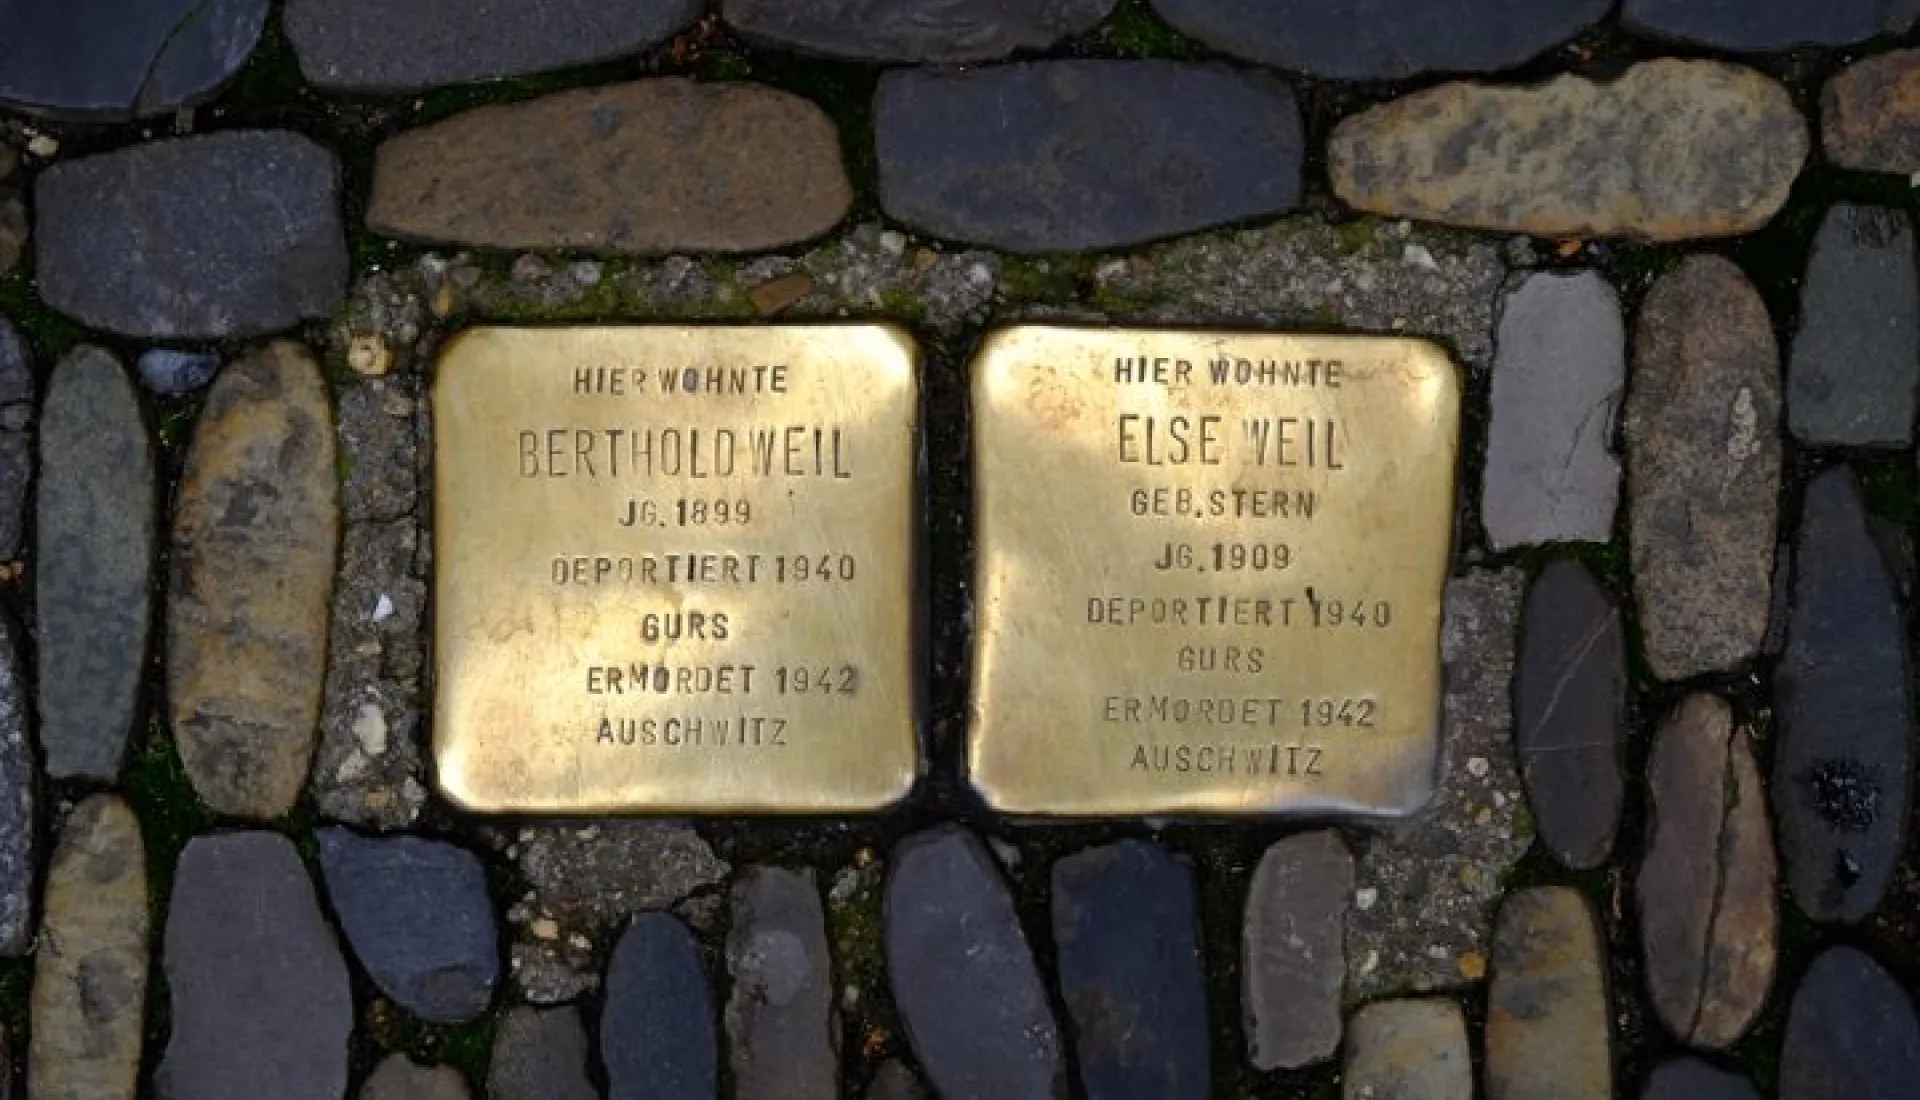 HIER WOHNTE
BERTHOLD WEIL
JG. 1899
DEPORTIERT 1940
GURS
ERMORDET 1942
AUSCHWITZ
HIER WOHNTE
ELSE WEIL
GEB. STERN
JG. 1909
DEPORTIERT 1940
GURS
ERMORDET 1942
AUSCHWITZ